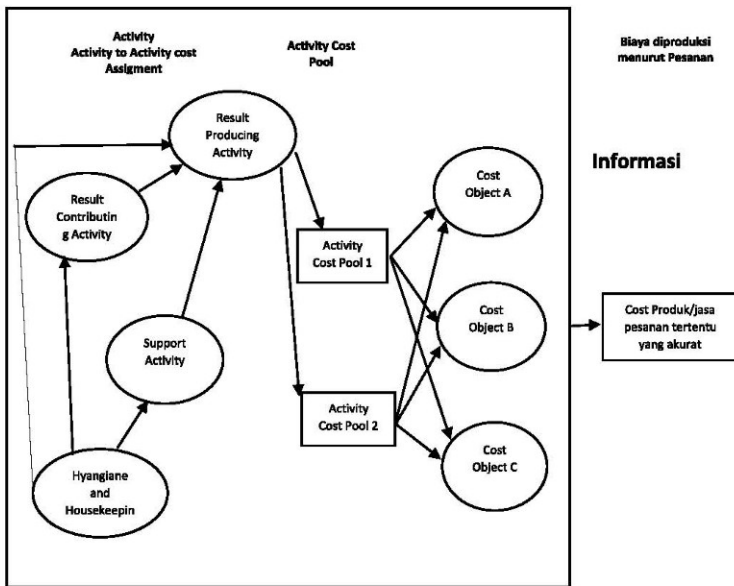 Activity
Activity to Activity cost
Assigment
Activity Cost
Pool
Biaya diproduksi
menurut Pesanan
Result
Producing
Activity
Informasi
Cost
Object A
Result
Contributin
g Activity
Activity
Cost Pool 1
Cost
Object B
Cost Produk/jasa
pesanan tertentu
yang akurat
Support
Activity
Activity
Cost Pool 2
Cost
Object C
Hyangiane
and
Housekeepin